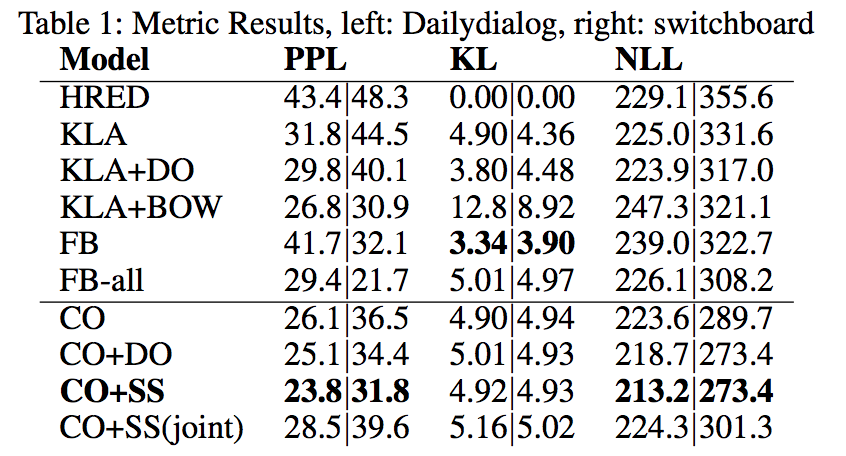 Table 1: Metric Results, left: Dailydialog, right: switchboard
Model PPL KL NLL
HRED 43.4|48.3 0.00|0.00 229.1|355.6
KLA 31.8|44.5 4.90|4.36 225.0|331.6
KLA+DO 29.8|40.1 3.80|4.48 223.9|317.0
KLA+BOW 26.8|30.9 12.8|8.92 247.3|321.1
FB 41.7|32.1 3.34|3.90 239.0|322.7
FB-all 29.4|21.7 5.01|4.97 226.1|308.2
CO 26.1|36.5 4.90|4.94 223.6|289.7
CO+DO 25.1|34.4 5.01|4.93 218.7|273.4
CO+SS 23.8|31.8 4.92|4.93 213.2|273.4
CO+SS(joint) 28.5|39.6 5.16|5.02 224.3|301.3